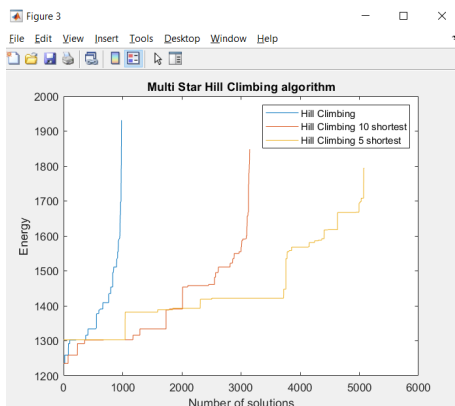 Figure 3
File Edit View Insert Tools Desktop Window Help
Multi Star Hill Climbing algorithm
Hill Climbing
Hill Climbing 10 shortest
Hill Climbing 5 shortest
2000
1900
1800
1700
1600
1500
1400
1300
1200
Energy
0 1000 2000 3000 4000 5000 6000
Number of solutions